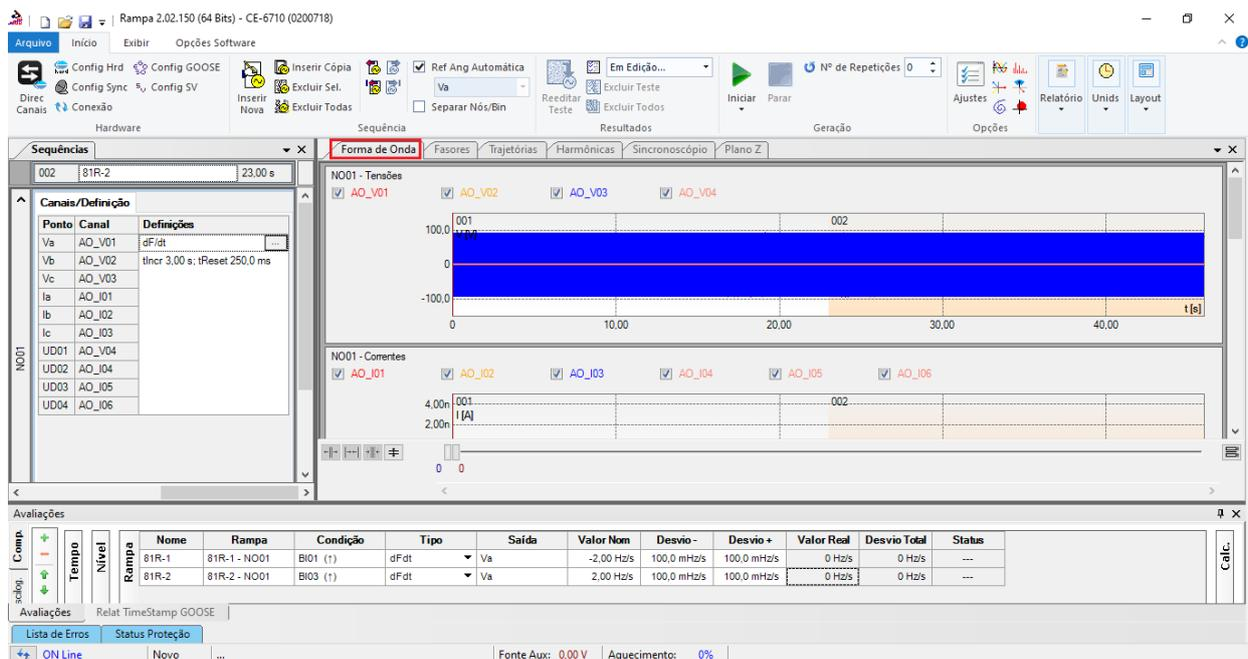 Rampa 2.02.150 (64 Bits) - CE-6710 (0200718)
Arquivo Início Exibir Opções Software
Direc Canais
Config Hrd Config GOOSE
Config Sync Config SV
Conexão
Hardware
Inserir Nova
Inserir Cópia
Excluir Sel.
Excluir Todas
Ref Ang Automática
Va
Separar Nós/Bin
Sequência
Reeditar Teste
Em Edição...
Excluir Teste
Excluir Todos
Resultados
Iniciar Parar
Nº de Repetições 0
Geração
Ajustes
Opções
Relatório Unids Layout
Sequências
002 81R-2 23,00 s
NO01
Canais/Definição
Ponto Canal Definições
Va AO_V01 dF/dt ...
Vb AO_V02 tIncr 3,00 s; tReset 250,0 ms
Vc AO_V03
Ia AO_I01
Ib AO_I02
Ic AO_I03
UD01 AO_V04
UD02 AO_I04
UD03 AO_I05
UD04 AO_I06
Forma de Onda Fasores Trajetórias Harmônicas Sincronoscópio Plano Z
NO01 - Tensões
AO_V01 AO_V02 AO_V03 AO_V04
001 002
100,0
0
-100,0
t [s]
0 10,00 20,00 30,00 40,00
NO01 - Correntes
AO_I01 AO_I02 AO_I03 AO_I04 AO_I05 AO_I06
4,00n 001 002
I [A]
2,00n
0 0
Avaliações
Comp.
Tempo
Nível
Rampa
Nome Rampa Condição Tipo Saída Valor Nom Desvio - Desvio + Valor Real Desvio Total Status
81R-1 81R-1 - NO01 BI01 (↑) dFdt Va -2,00 Hz/s 100,0 mHz/s 100,0 mHz/s 0 Hz/s 0 Hz/s ---
81R-2 81R-2 - NO01 BI03 (↑) dFdt Va 2,00 Hz/s 100,0 mHz/s 100,0 mHz/s 0 Hz/s 0 Hz/s ---
Calc.
Avaliações Relat TimeStamp GOOSE
Lista de Erros Status Proteção
ON Line Novo ... Fonte Aux: 0.00 V Aquecimento: 0%